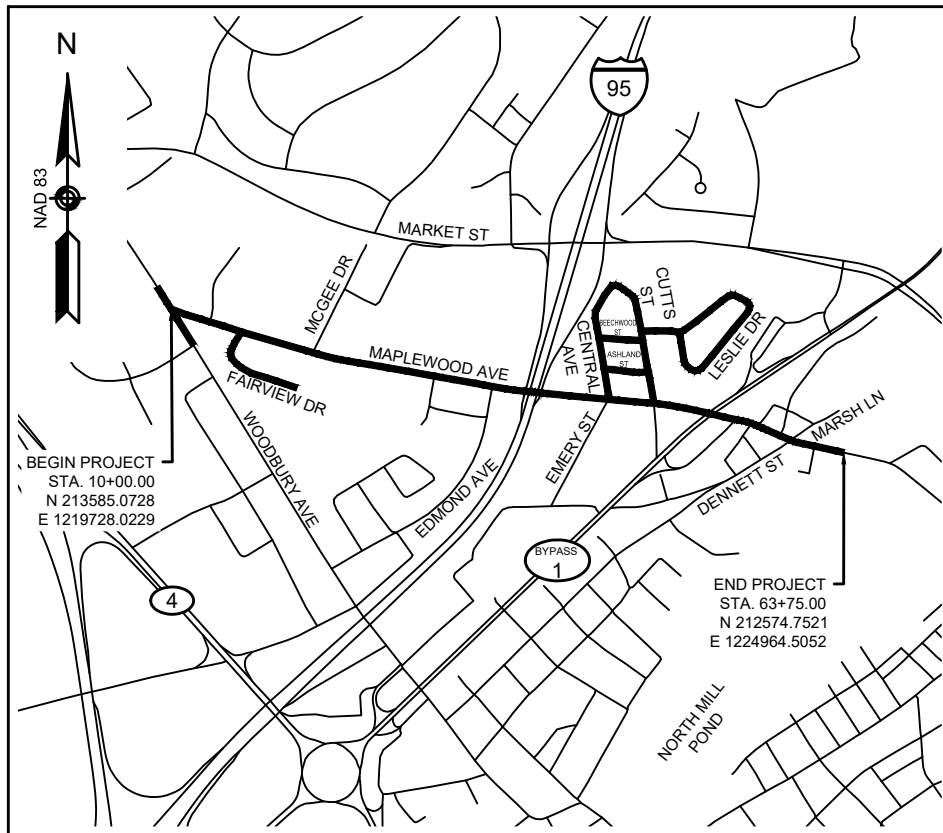 N
NAD 83
95
MARKET ST
MCGEE DR
CUTTS
ST
BEECHWOOD
ST
ASHLAND
ST
CENTRAL
AVE
LESLIE DR
MAPLEWOOD AVE
FAIRVIEW DR
WOODBURY AVE
EDMOND AVE
EMERY ST
MARSH LN
DENNETT ST
BEGIN PROJECT
STA. 10+00.00
N 213585.0728
E 1219728.0229
BYPASS
1
4
END PROJECT
STA. 63+75.00
N 212574.7521
E 1224964.5052
NORTH MILL
POND